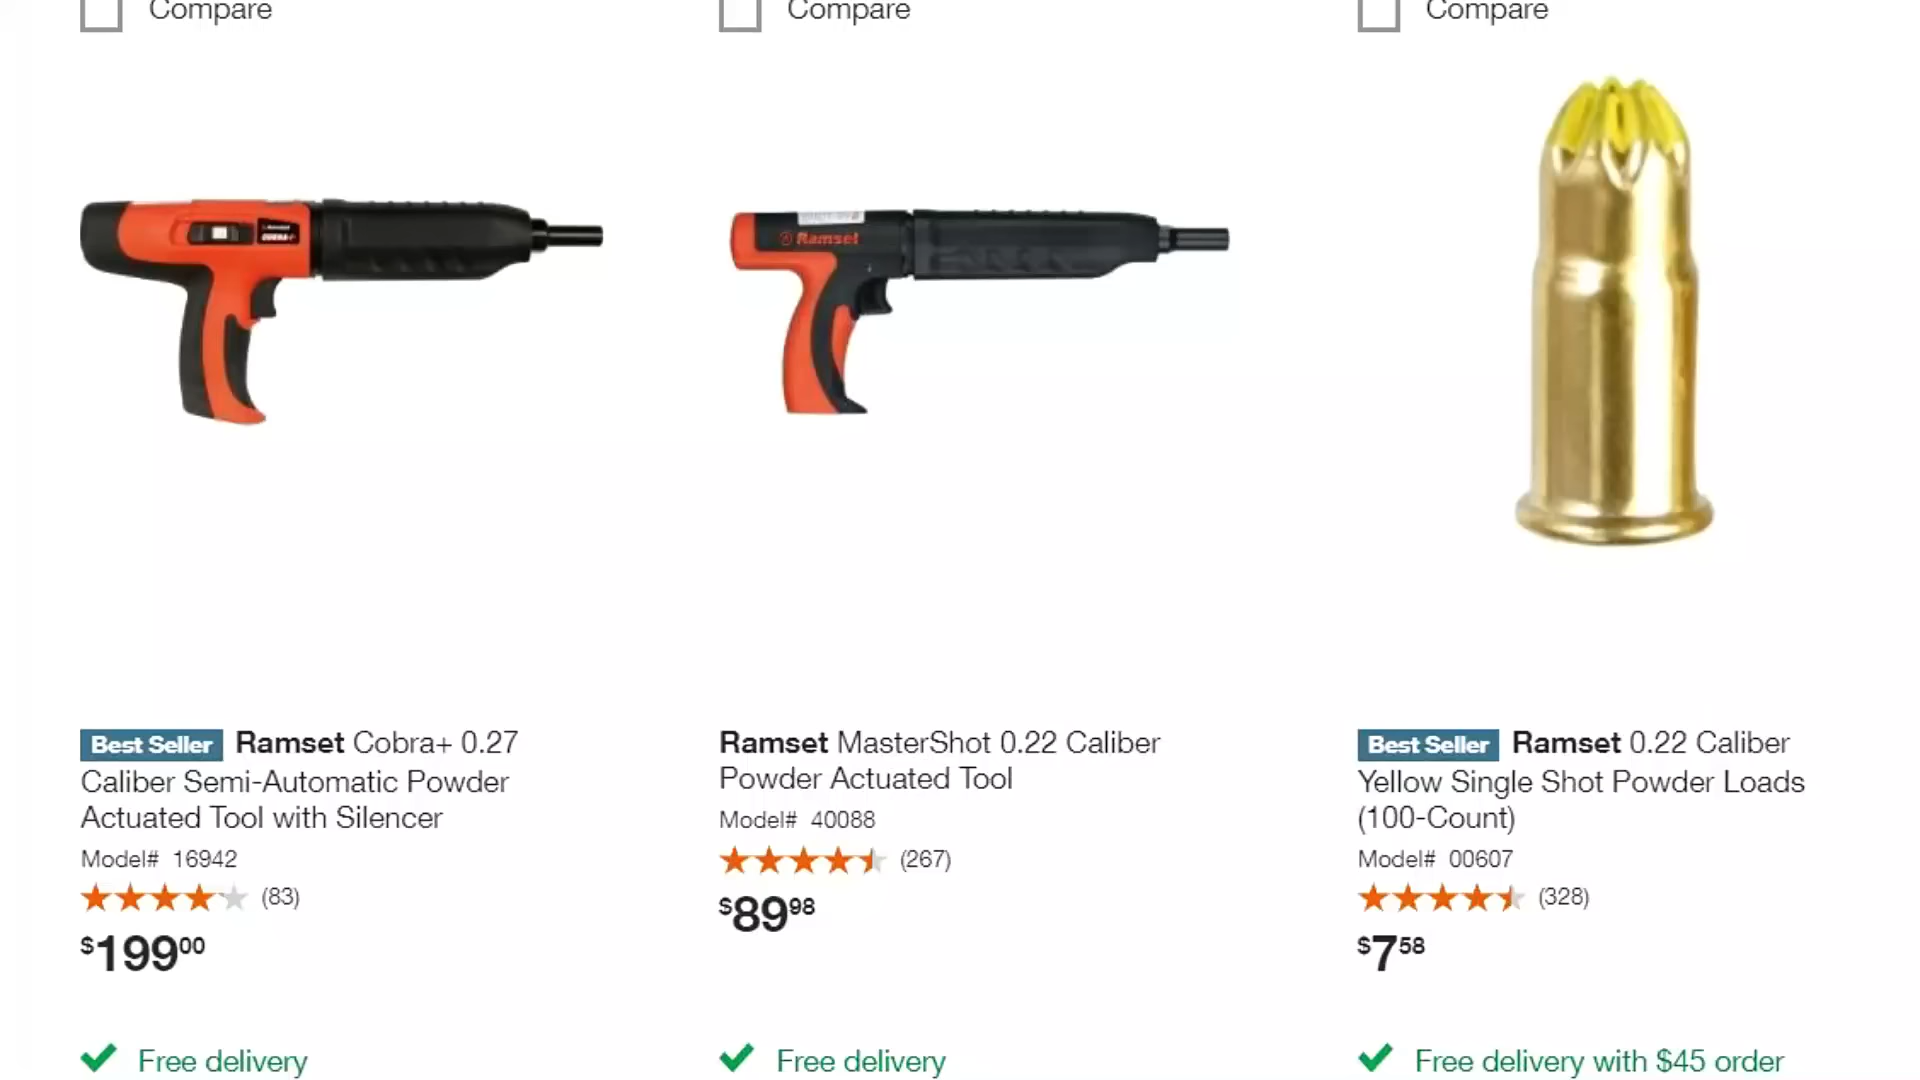 Compare
Compare
Compare
Ramset
Best Seller Ramset Cobra+ 0.27
Caliber Semi-Automatic Powder
Actuated Tool with Silencer
Model# 16942
(83)
$199 00
Free delivery
Ramset MasterShot 0.22 Caliber
Powder Actuated Tool
Model# 40088
(267)
$89 98
Free delivery
Best Seller Ramset 0.22 Caliber
Yellow Single Shot Powder Loads
(100-Count)
Model# 00607
(328)
$7 58
Free delivery with $45 order